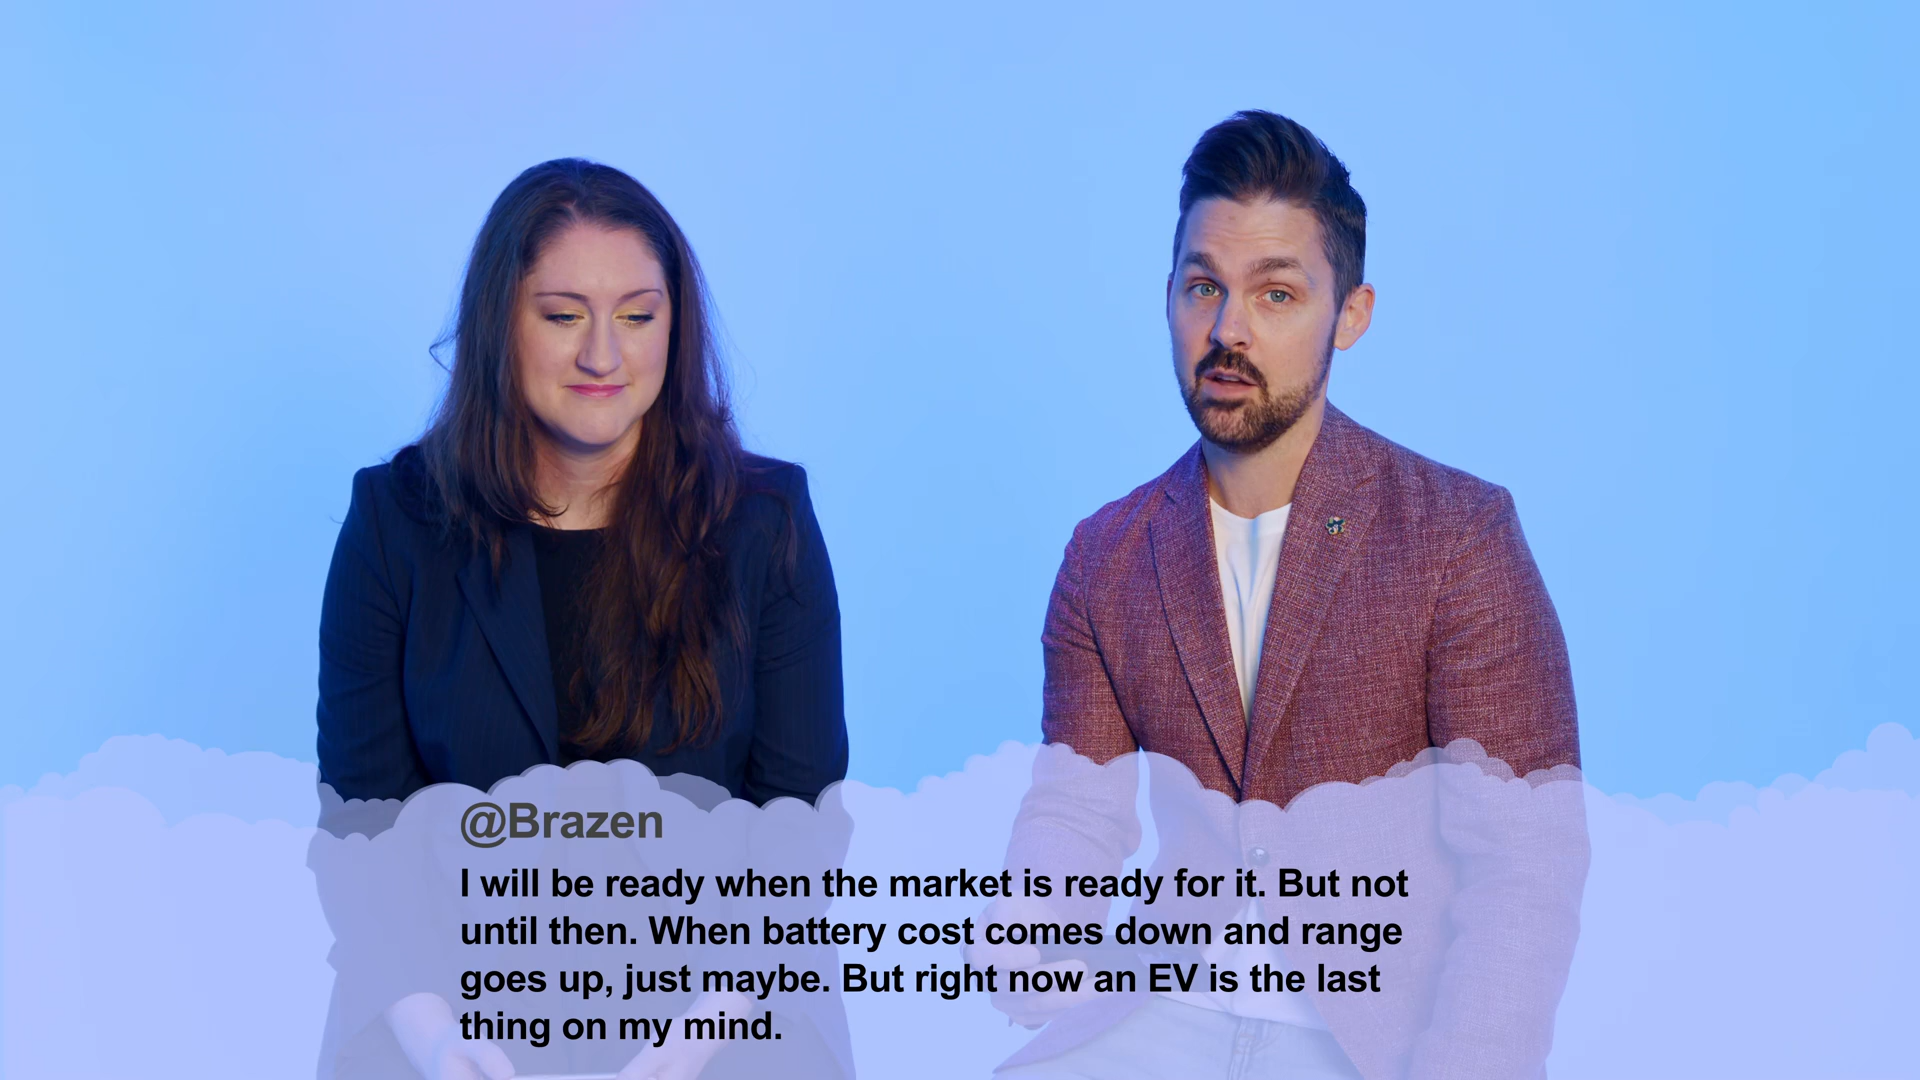 @Brazen
I will be ready when the market is ready for it. But not
until then. When battery cost comes down and range
goes up, just maybe. But right now an EV is the last
thing on my mind.